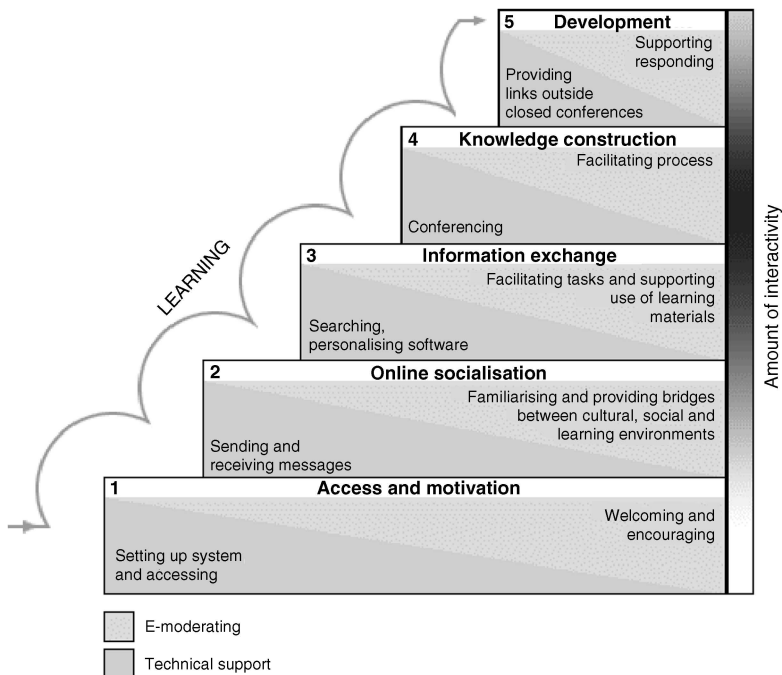 5 Development
Supporting
responding
Providing
links outside
closed conferences
4 Knowledge construction
Facilitating process
Conferencing
3 Information exchange
Facilitating tasks and supporting
use of learning
materials
Searching,
personalising software
2 Online socialisation
Familiarising and providing bridges
between cultural, social and
learning environments
Sending and
receiving messages
1 Access and motivation
Welcoming and
encouraging
Setting up system
and accessing
LEARNING
Amount of interactivity
E-moderating
Technical support